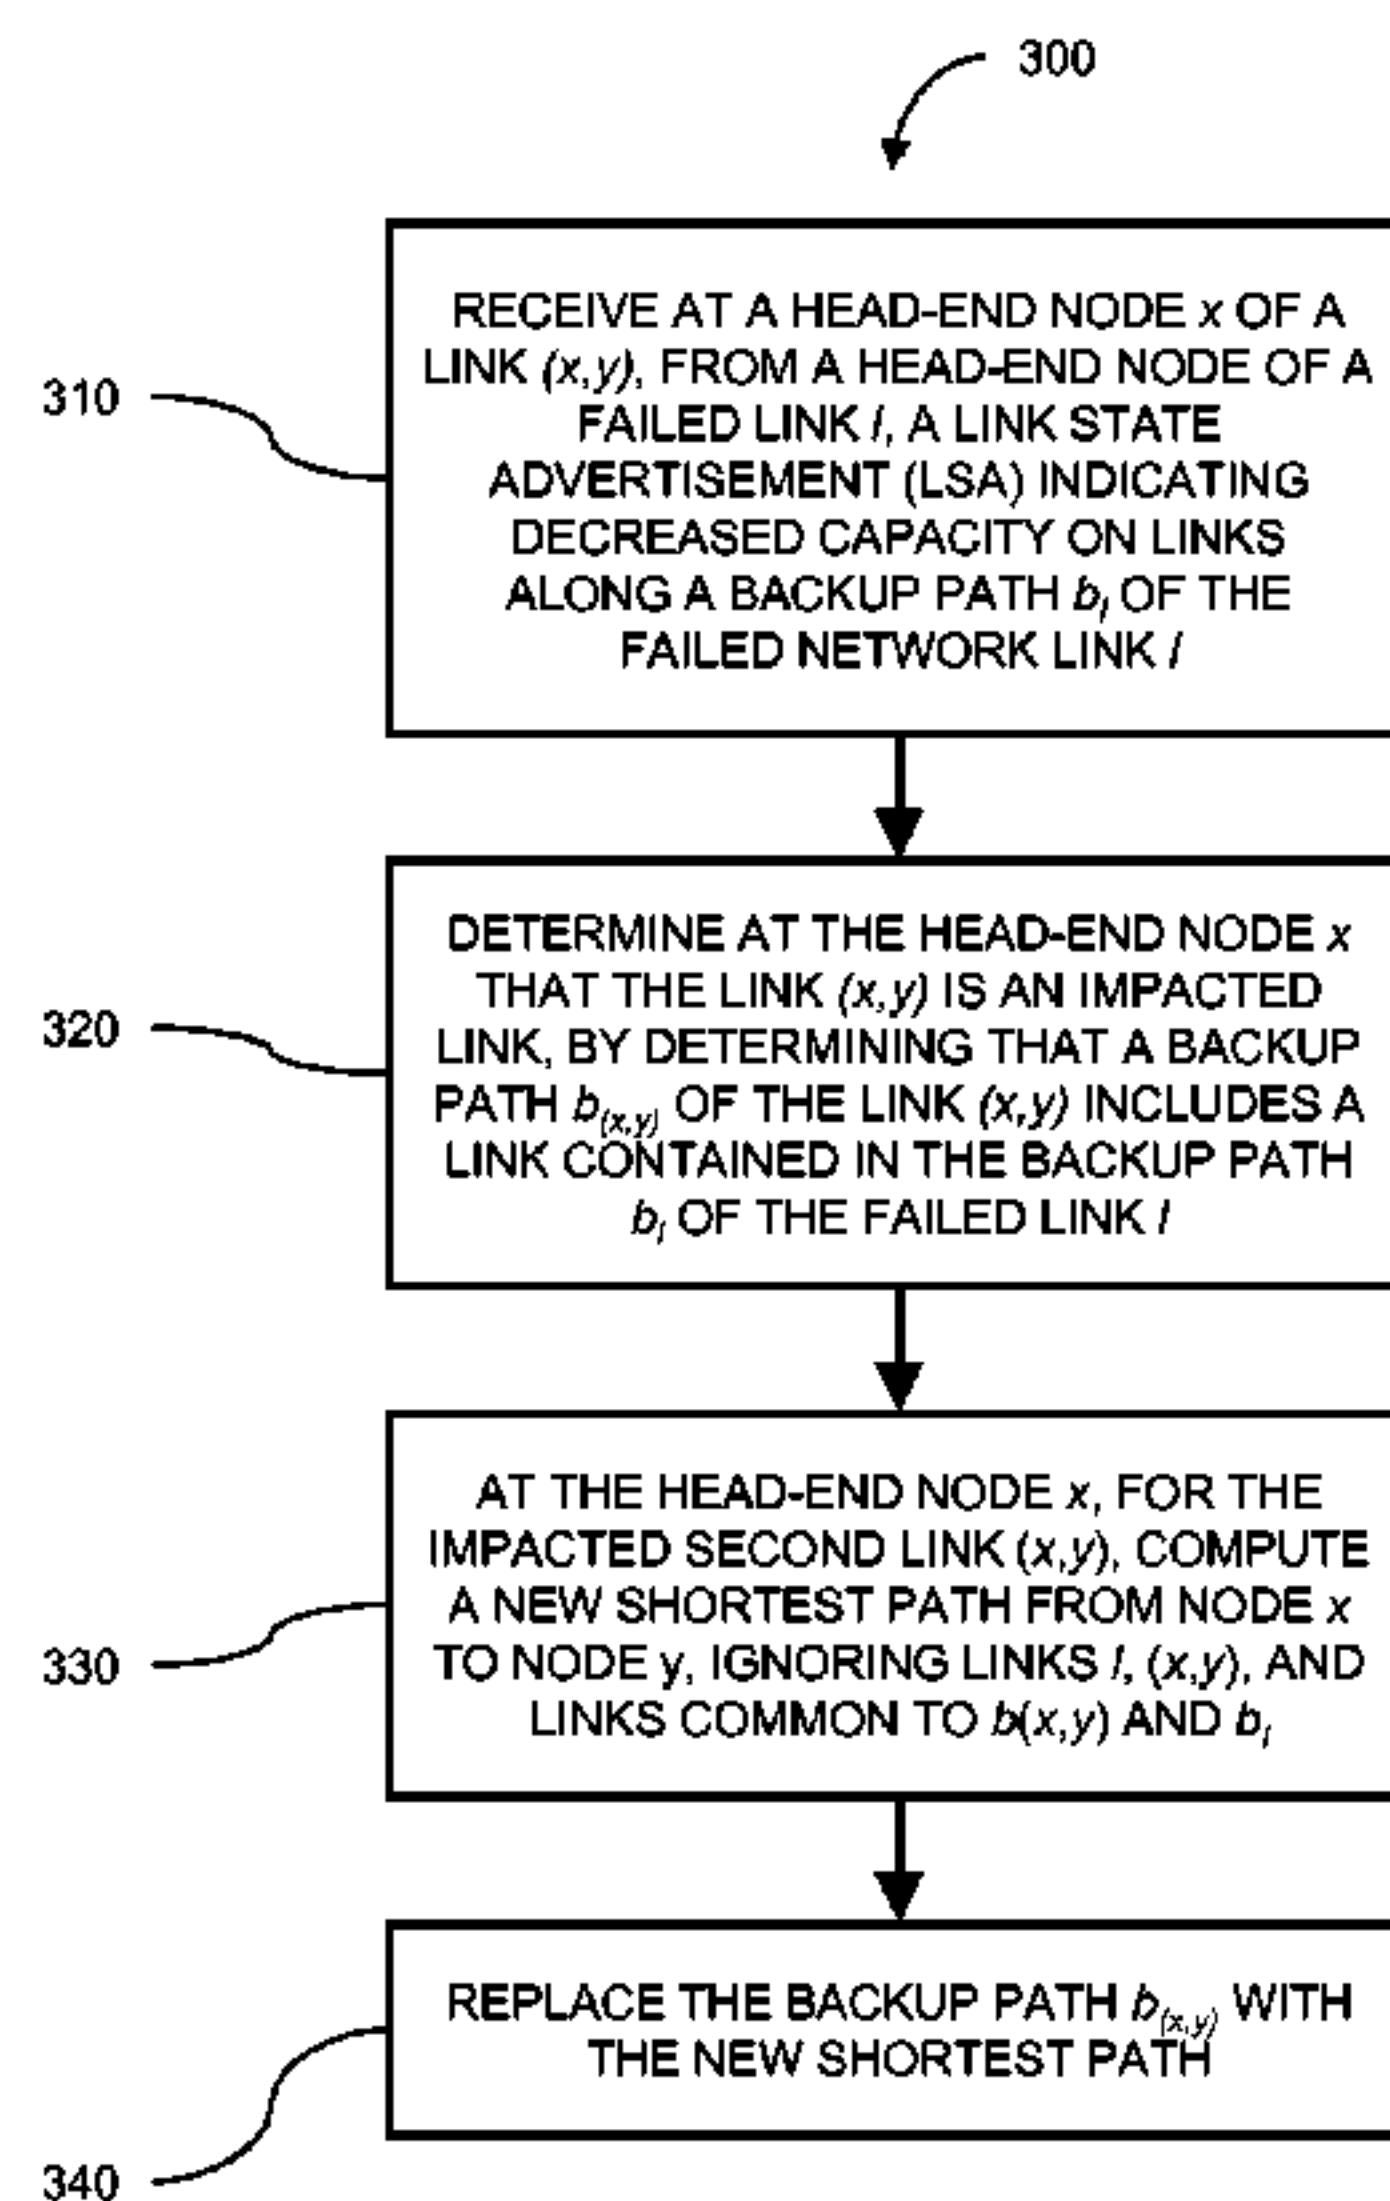 300
310
RECEIVE AT A HEAD-END NODE x OF A
LINK (x,y), FROM A HEAD-END NODE OF A
FAILED LINK l, A LINK STATE
ADVERTISEMENT (LSA) INDICATING
DECREASED CAPACITY ON LINKS
ALONG A BACKUP PATH bl OF THE
FAILED NETWORK LINK l
320
DETERMINE AT THE HEAD-END NODE x
THAT THE LINK (x,y) IS AN IMPACTED
LINK, BY DETERMINING THAT A BACKUP
PATH b(x,y) OF THE LINK (x,y) INCLUDES A
LINK CONTAINED IN THE BACKUP PATH
bl OF THE FAILED LINK l
330
AT THE HEAD-END NODE x, FOR THE
IMPACTED SECOND LINK (x,y), COMPUTE
A NEW SHORTEST PATH FROM NODE x
TO NODE y, IGNORING LINKS l, (x,y), AND
LINKS COMMON TO b(x,y) AND bl
340
REPLACE THE BACKUP PATH b(x,y) WITH
THE NEW SHORTEST PATH